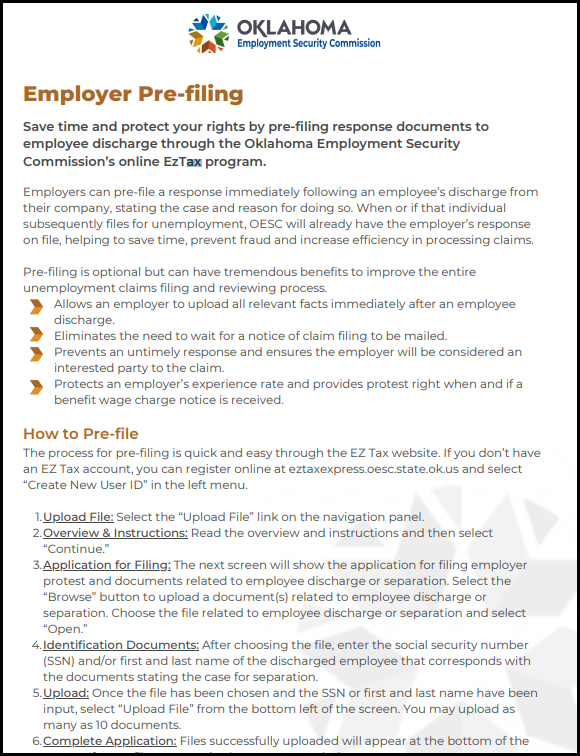 OKLAHOMA
Employment Security Commission
Employer Pre-filing
Save time and protect your rights by pre-filing response documents to
employee discharge through the Oklahoma Employment Security
Commission's online EzTax program.
Employers can pre-file a response immediately following an employee's discharge from
their company, stating the case and reason for doing so. When or if that individual
subsequently files for unemployment, OESC will already have the employer's response
on file, helping to save time, prevent fraud and increase efficiency in processing claims.
Pre-filing is optional but can have tremendous benefits to improve the entire
unemployment claims filing and reviewing process.
Allows an employer to upload all relevant facts immediately after an employee
discharge.
Eliminates the need to wait for a notice of claim filing to be mailed.
Prevents an untimely response and ensures the employer will be considered an
interested party to the claim.
Protects an employer's experience rate and provides protest right when and if a
benefit wage charge notice is received.
How to Pre-file
The process for pre-filing is quick and easy through the EZ Tax website. If you don't have
an EZ Tax account, you can register online at eztaxexpress.oesc.state.ok.us and select
"Create New User ID" in the left menu.
1. Upload File: Select the "Upload File" link on the navigation panel.
2. Overview & Instructions: Read the overview and instructions and then select
"Continue."
3. Application for Filing: The next screen will show the application for filing employer
protest and documents related to employee discharge or separation. Select the
"Browse" button to upload a document(s) related to employee discharge or
separation. Choose the file related to employee discharge or separation and select
"Open."
4. Identification Documents: After choosing the file, enter the social security number
(SSN) and/or first and last name of the discharged employee that corresponds with
the documents stating the case for separation.
5. Upload: Once the file has been chosen and the SSN or first and last name have been
input, select "Upload File" from the bottom left of the screen. You may upload as
many as 10 documents.
6. Complete Application: Files successfully uploaded will appear at the bottom of the